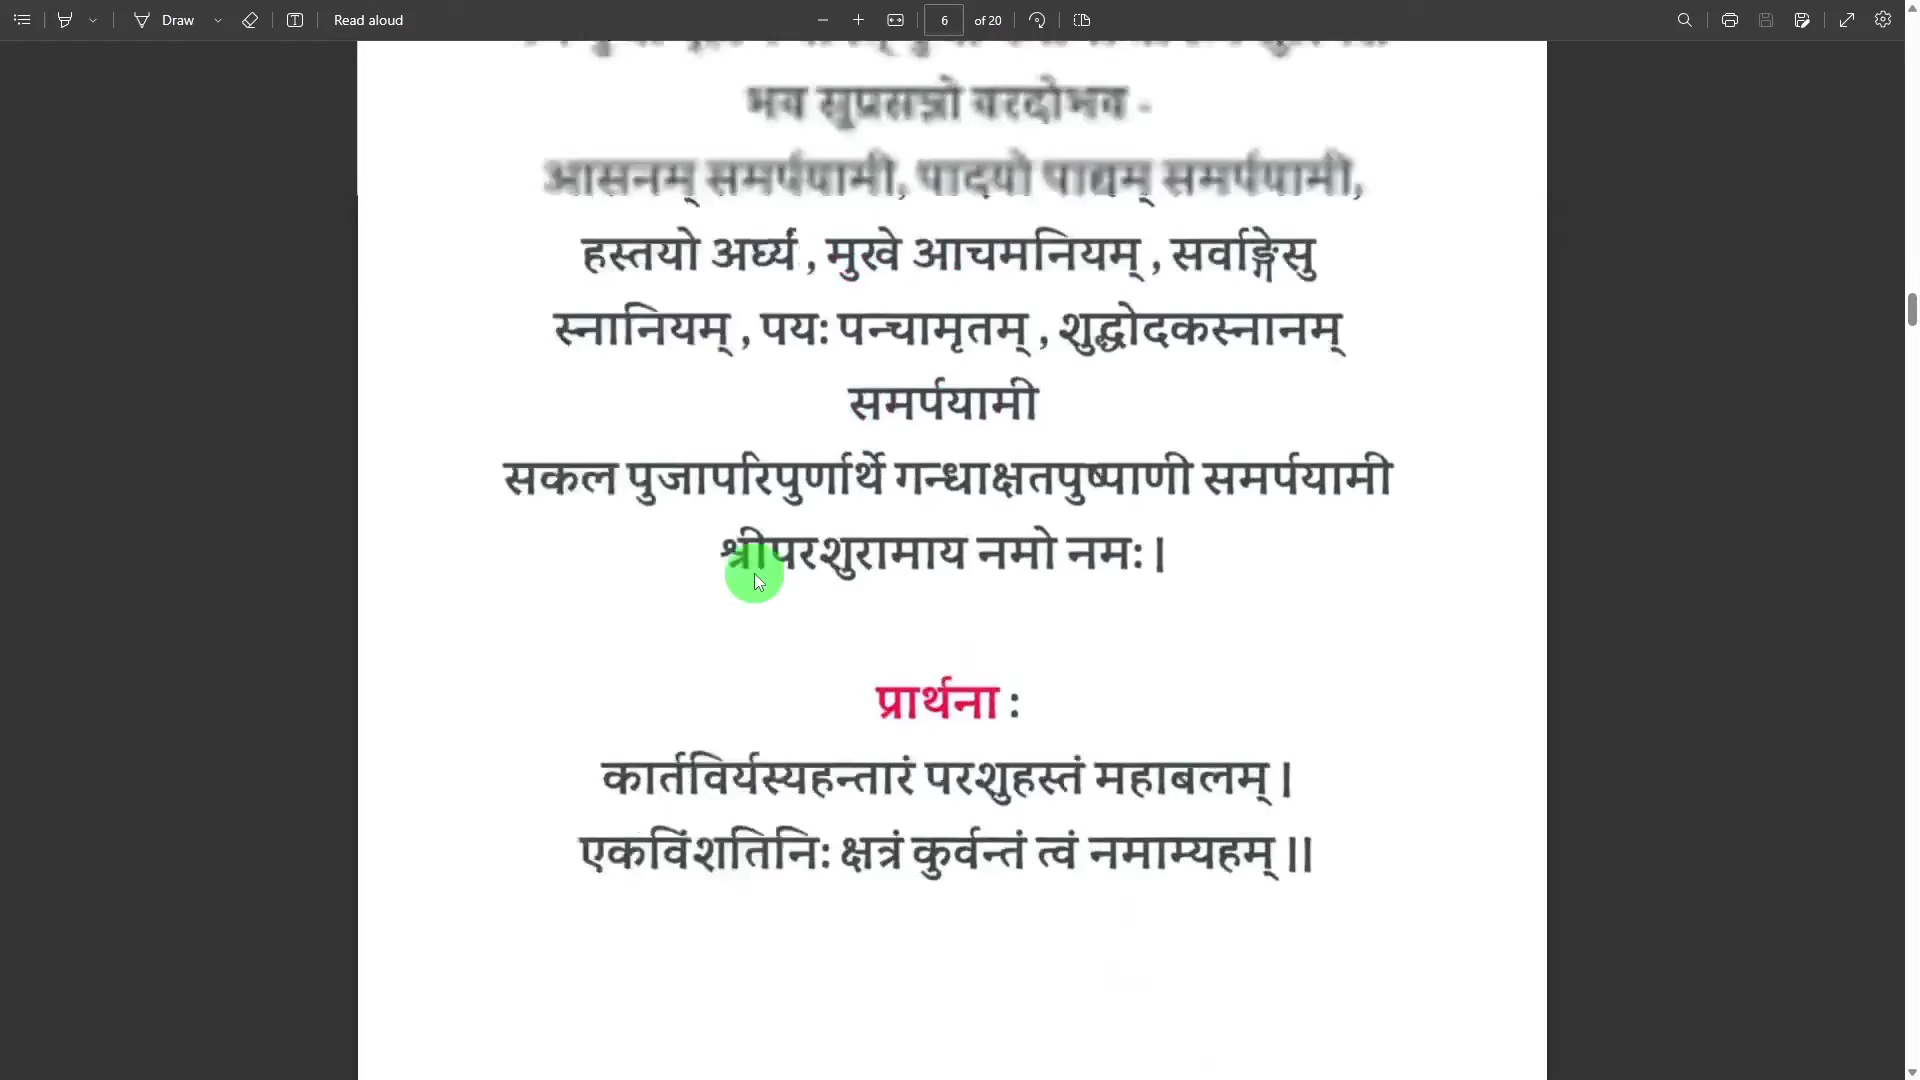 Draw
Read aloud
6
of 20
भव सुप्रसन्नो वरदोभव -
आसनम् समर्पयामी, पादयो पाद्यम् समर्पयामी,
हस्तयो अर्घ्यं , मुखे आचमनियम् , सर्वाङ्गेसु
स्नानियम् , पयः पन्चामृतम् , शुद्धोदकस्नानम्
समर्पयामी
सकल पुजापरिपुर्णार्थे गन्धाक्षतपुष्पाणी समर्पयामी
श्रीपरशुरामाय नमो नमः |
प्रार्थना :
कार्तविर्यस्यहन्तारं परशुहस्तं महाबलम् |
एकविंशतिनिः क्षत्रं कुर्वन्तं त्वं नमाम्यहम् ||